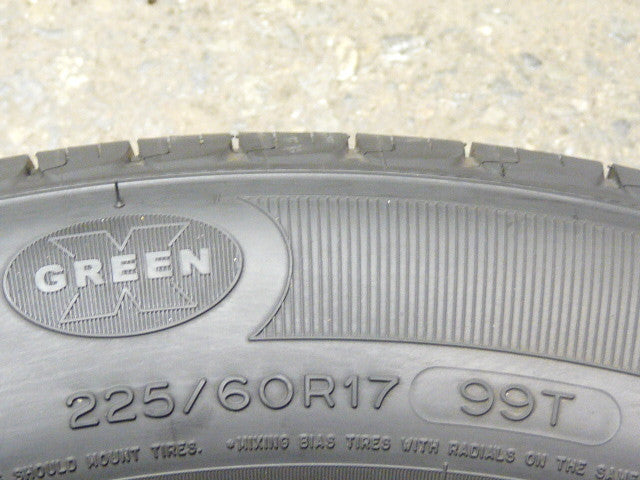 GREEN X
225/60R17 99T
SHOULD MOUNT TIRES. •MIXING BIAS TIRES WITH RADIALS ON THE SAME